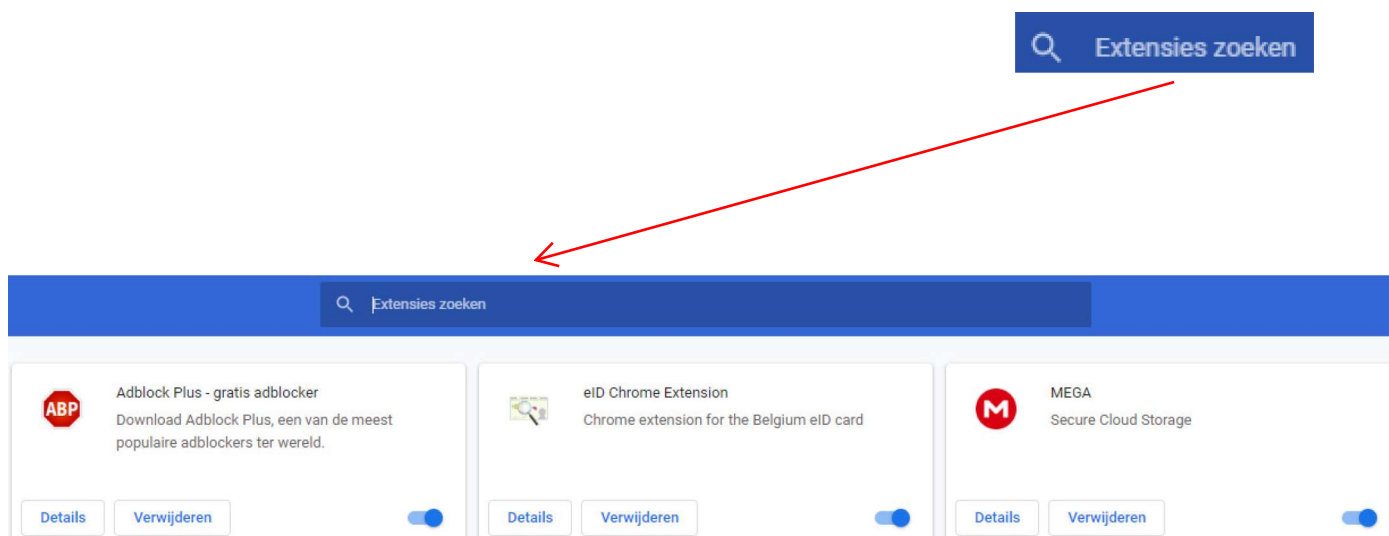 Extensies zoeken
Extensies zoeken
ABP
Adblock Plus - gratis adblocker
Download Adblock Plus, een van de meest
populaire adblockers ter wereld.
Details
Verwijderen
eID Chrome Extension
Chrome extension for the Belgium eID card
Details
Verwijderen
M
MEGA
Secure Cloud Storage
Details
Verwijderen